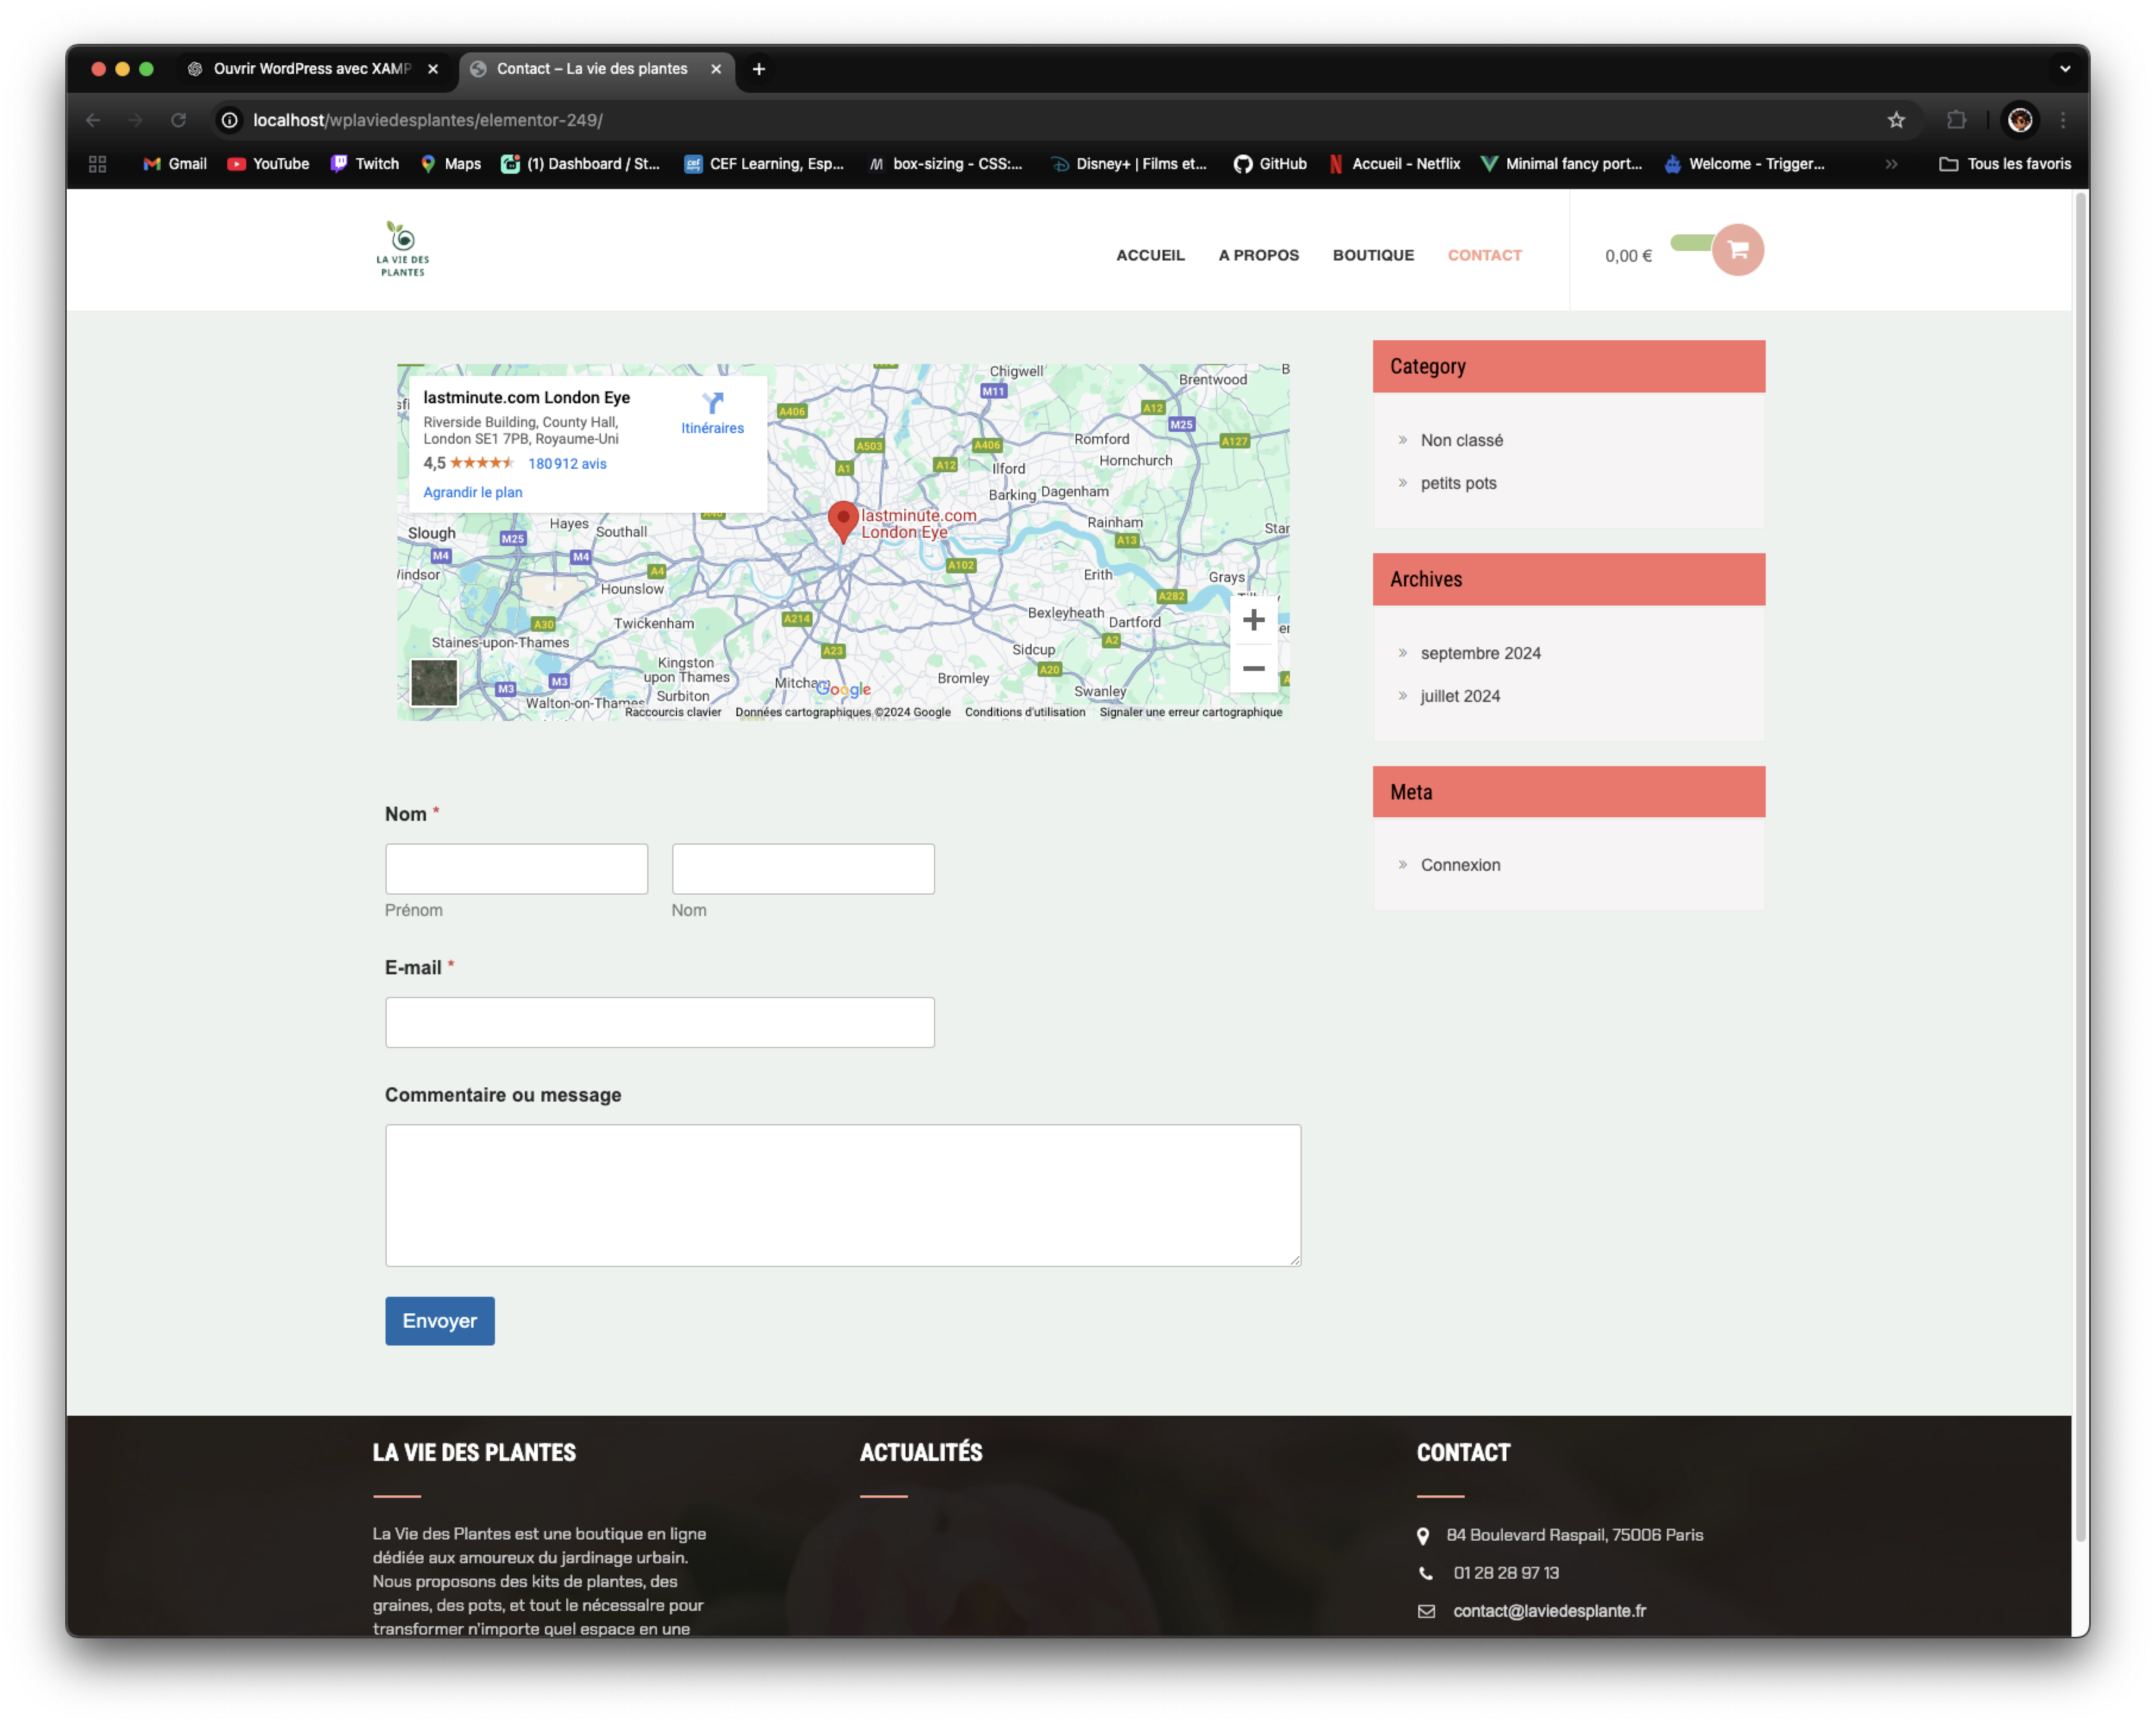 Ouvrir WordPress avec XAMP
Contact – La vie des plantes
localhost/wplaviedesplantes/elementor-249/
Gmail
YouTube
Twitch
Maps
(1) Dashboard / St...
CEF Learning, Esp...
box-sizing - CSS:...
Disney+ | Films et...
GitHub
Accueil - Netflix
Minimal fancy port...
Welcome - Trigger...
Tous les favoris
LA VIE DES
PLANTES
ACCUEIL
A PROPOS
BOUTIQUE
CONTACT
0,00 €
lastminute.com London Eye
Riverside Building, County Hall,
London SE1 7PB, Royaume-Uni
4,5
180 912 avis
Agrandir le plan
Itinéraires
Chigwell
Brentwood
M11
A406
A12
M25
A503
A406
Romford
A127
A1
A12
Ilford
Hornchurch
Barking
Dagenham
lastminute.com
London Eye
Slough
M25
Hayes
Southall
Rainham
Star
M4
M4
A13
A4
A102
Erith
Grays
Hounslow
A282
A30
Twickenham
A214
Bexleyheath
Dartford
Staines-upon-Thames
A23
Sidcup
A2
Kingston
upon Thames
A20
M3
M3
Surbiton
Bromley
Swanley
Walton-on-Thames
Google
Raccourcis clavier
Données cartographiques ©2024 Google
Conditions d'utilisation
Signaler une erreur cartographique
Nom *
Prénom
Nom
E-mail *
Commentaire ou message
Envoyer
Category
Non classé
petits pots
Archives
septembre 2024
juillet 2024
Meta
Connexion
LA VIE DES PLANTES
La Vie des Plantes est une boutique en ligne
dédiée aux amoureux du jardinage urbain.
Nous proposons des kits de plantes, des
graines, des pots, et tout le nécessaire pour
transformer n'importe quel espace en une
ACTUALITÉS
CONTACT
84 Boulevard Raspail, 75006 Paris
01 28 28 97 13
contact@laviedesplante.fr